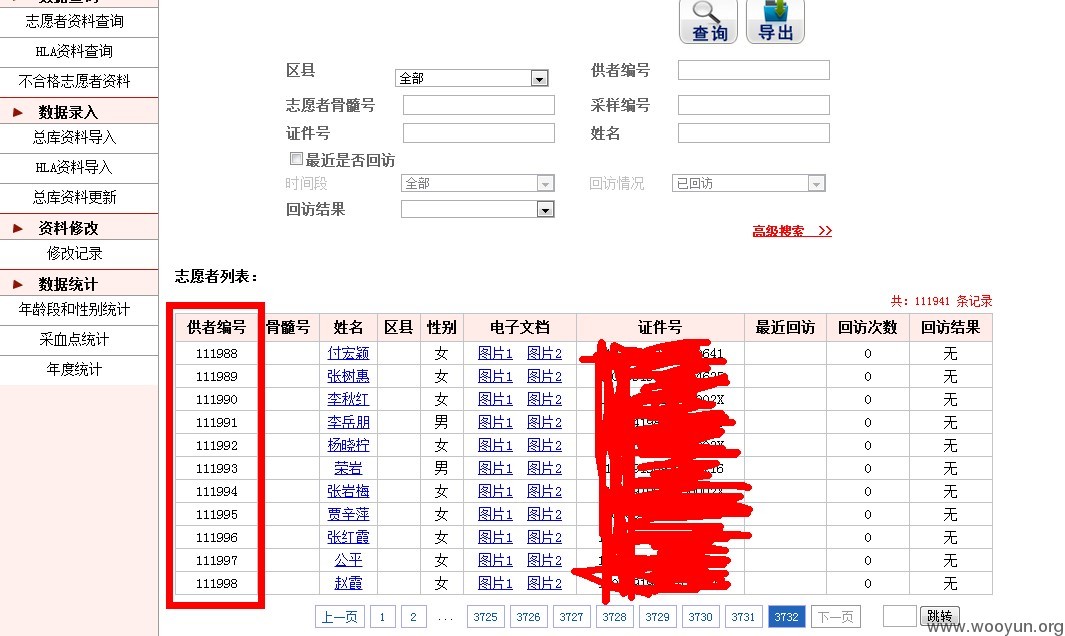 数据查询
志愿者资料查询
HLA资料查询
不合格志愿者资料
数据录入
总库资料导入
HLA资料导入
总库资料更新
资料修改
修改记录
数据统计
年龄段和性别统计
采血点统计
年度统计
查询 导出
区县 全部 供者编号
志愿者骨髓号 采样编号
证件号 姓名
最近是否回访
时间段 全部 回访情况 已回访
回访结果
高级搜索 >>
志愿者列表：
共：111941 条记录
供者编号 骨髓号 姓名 区县 性别 电子文档 证件号 最近回访 回访次数 回访结果
111988 付宏颖 女 图片1 图片2 641 0 无
111989 张树惠 女 图片1 图片2 0 无
111990 李秋红 女 图片1 图片2 02X 0 无
111991 李岳朋 男 图片1 图片2 0 无
111992 杨晓柠 女 图片1 图片2 0 无
111993 荣岩 男 图片1 图片2 0 无
111994 张岩梅 女 图片1 图片2 0 无
111995 贾辛萍 女 图片1 图片2 0 无
111996 张红霞 女 图片1 图片2 0 无
111997 公平 女 图片1 图片2 0 无
111998 赵霞 女 图片1 图片2 0 无
上一页 1 2 ... 3725 3726 3727 3728 3729 3730 3731 3732 下一页 跳转
www.wooyun.org